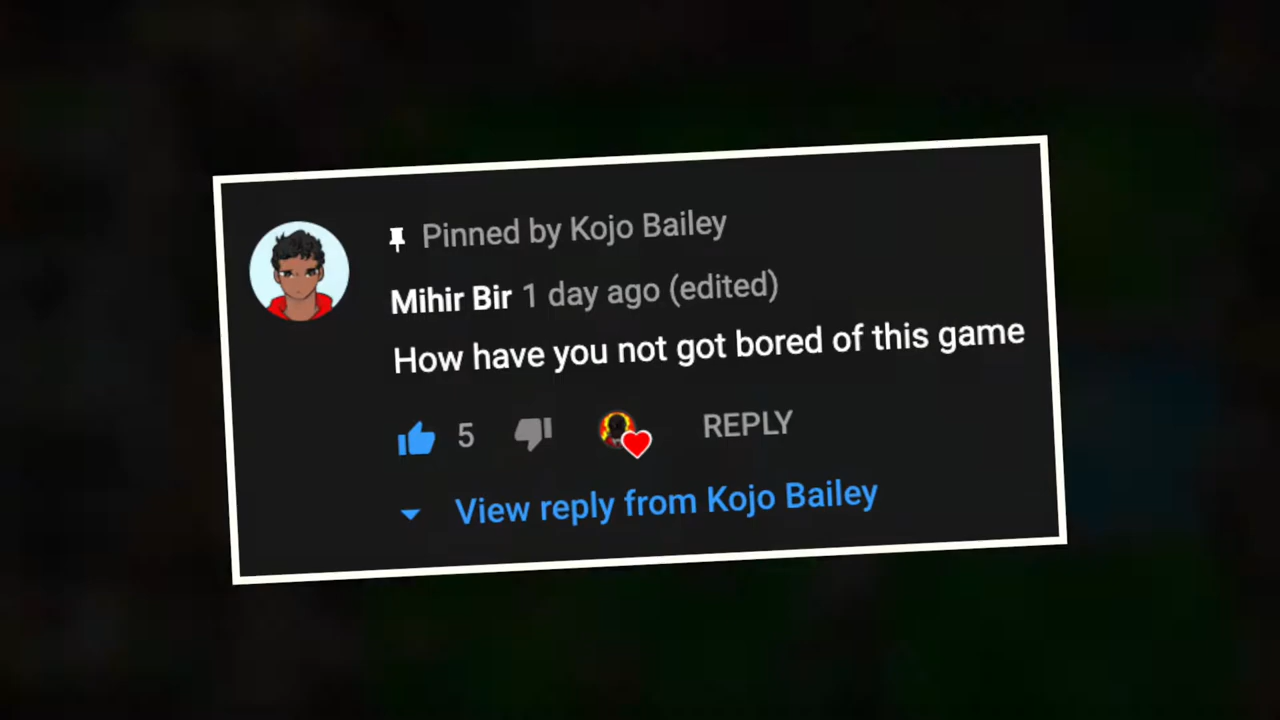 Pinned by Kojo Bailey
Mihir Bir 1 day ago (edited)
How have you not got bored of this game
5 REPLY
View reply from Kojo Bailey